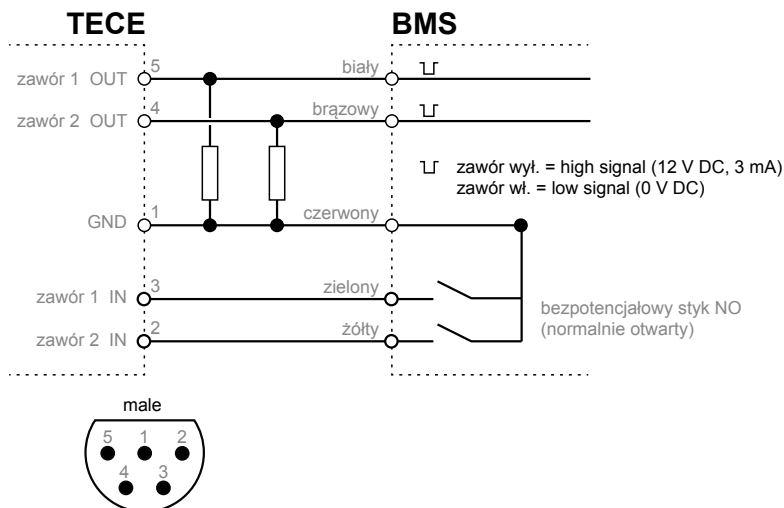 TECE BMS
zawór 1 OUT 5 biały
zawór 2 OUT 4 brązowy
zawór wył. = high signal (12 V DC, 3 mA)
zawór wł. = low signal (0 V DC)
GND 1 czerwony
zawór 1 IN 3 zielony
bezpotencjałowy styk NO
(normalnie otwarty)
zawór 2 IN 2 żółty
male
5 1 2
4 3